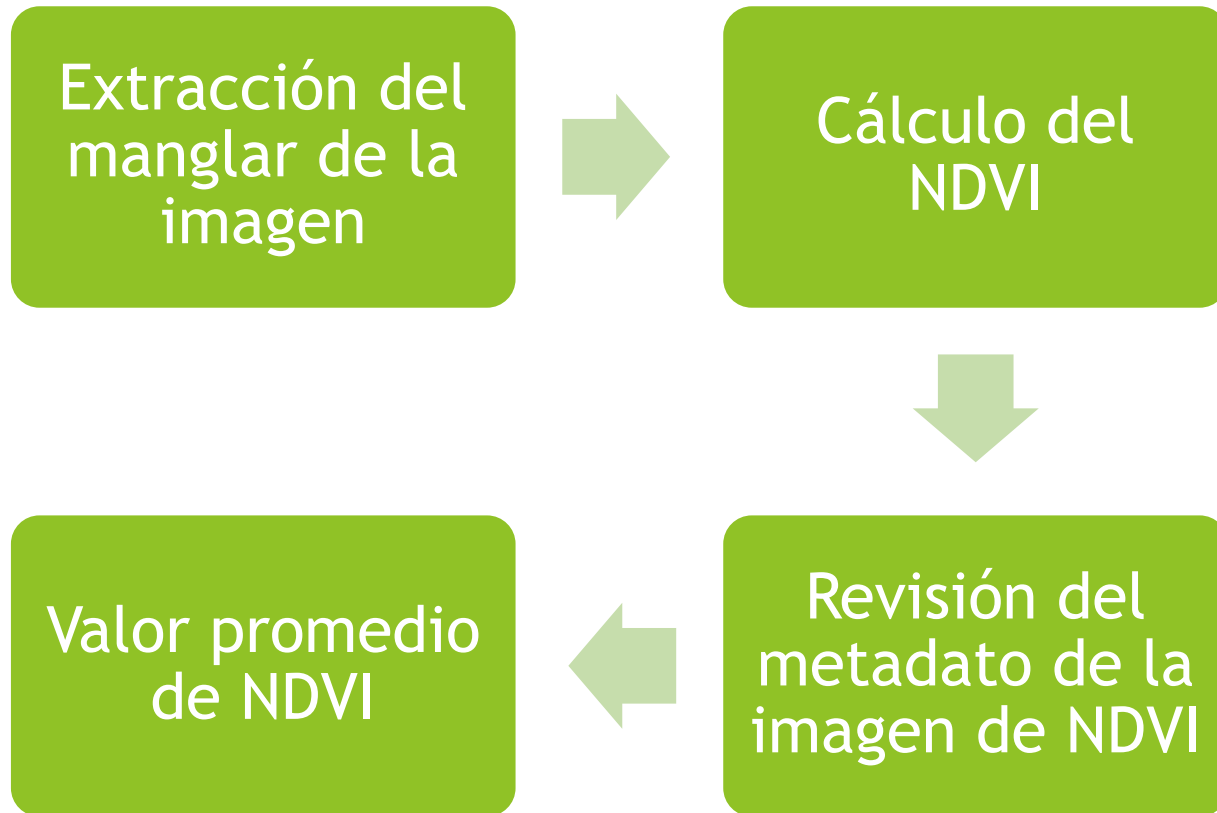 Extracción del
manglar de la
imagen
Cálculo del
NDVI
Revisión del
metadato de la
imagen de NDVI
Valor promedio
de NDVI